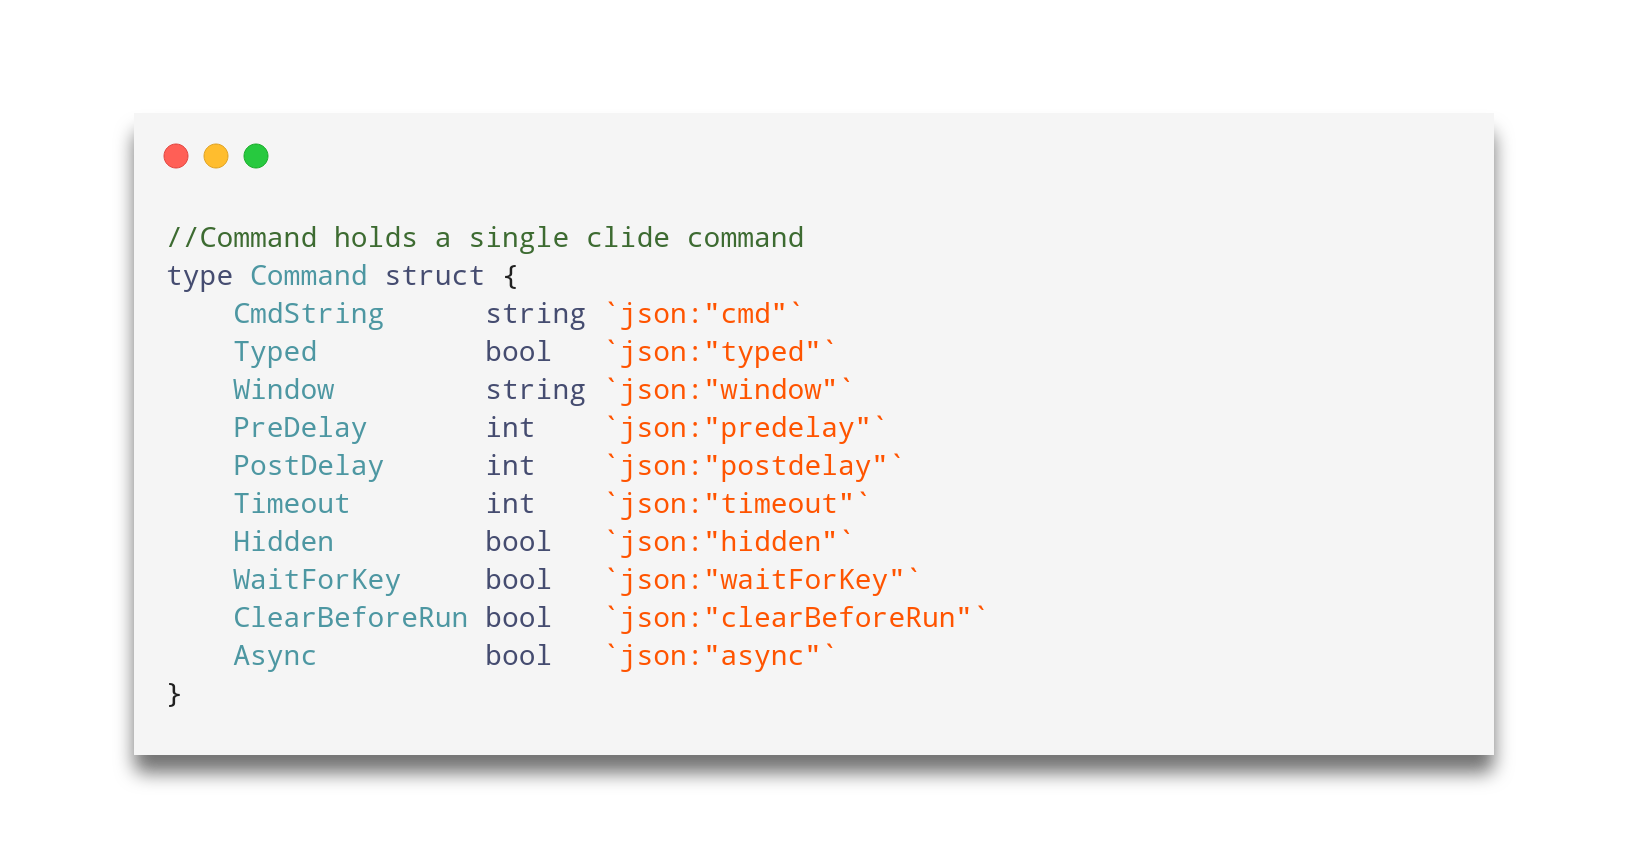 //Command holds a single clide command
type Command struct {
    CmdString      string `json:"cmd"`
    Typed          bool   `json:"typed"`
    Window         string `json:"window"`
    PreDelay       int    `json:"predelay"`
    PostDelay      int    `json:"postdelay"`
    Timeout        int    `json:"timeout"`
    Hidden         bool   `json:"hidden"`
    WaitForKey     bool   `json:"waitForKey"`
    ClearBeforeRun bool   `json:"clearBeforeRun"`
    Async          bool   `json:"async"`
}